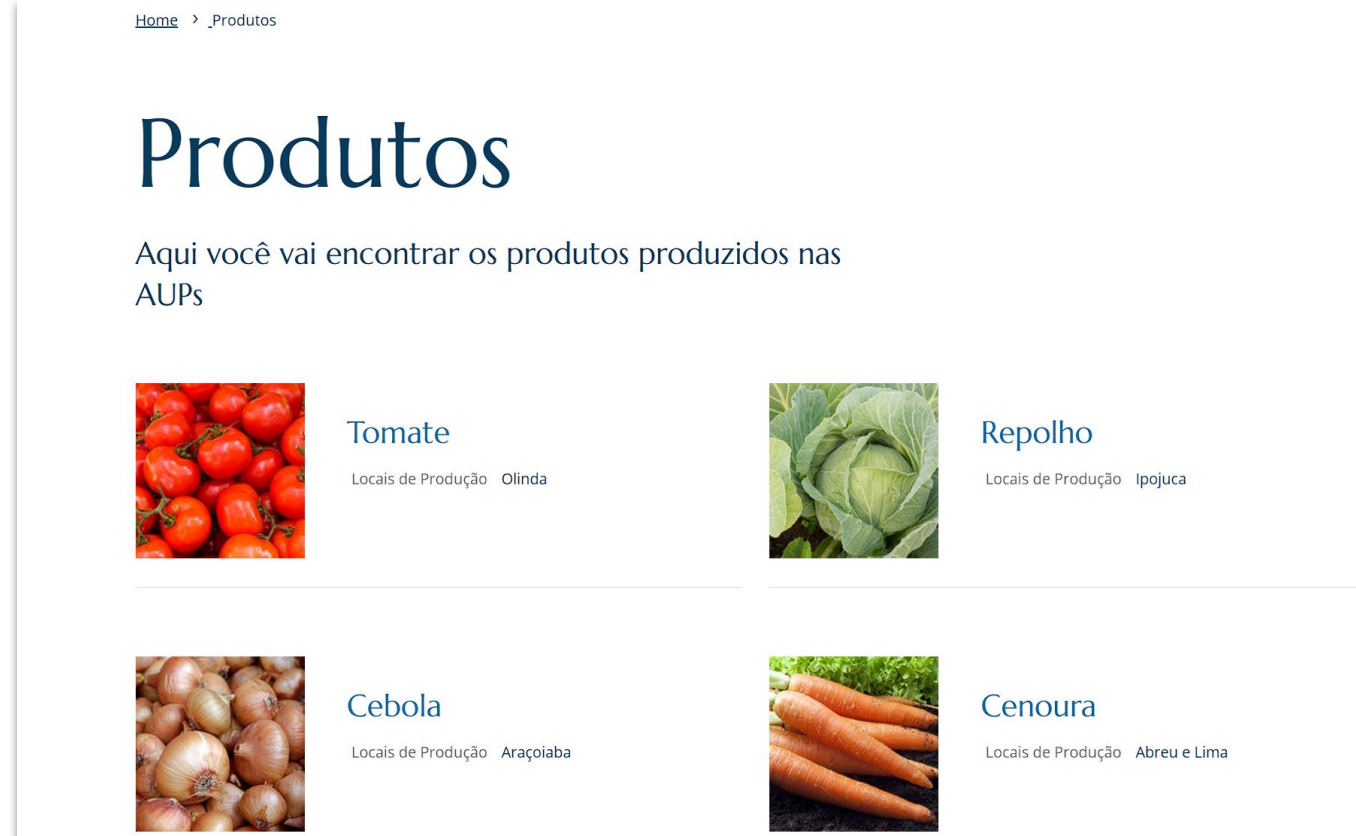 Home > Produtos
Produtos
Aqui você vai encontrar os produtos produzidos nas
AUPs
Tomate
Locais de Produção Olinda
Repolho
Locais de Produção Ipojuca
Cebola
Locais de Produção Araçoiaba
Cenoura
Locais de Produção Abreu e Lima